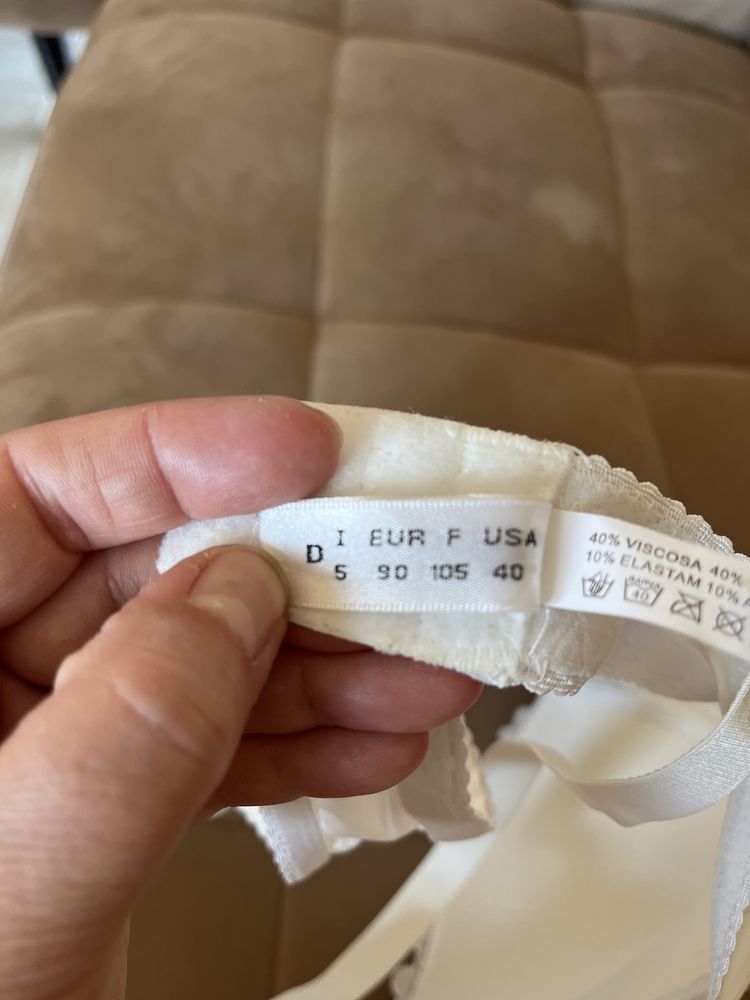 D
I EUR F USA
5 90 105 40
40% VISCOSA 40%
10% ELASTAM 10%
40